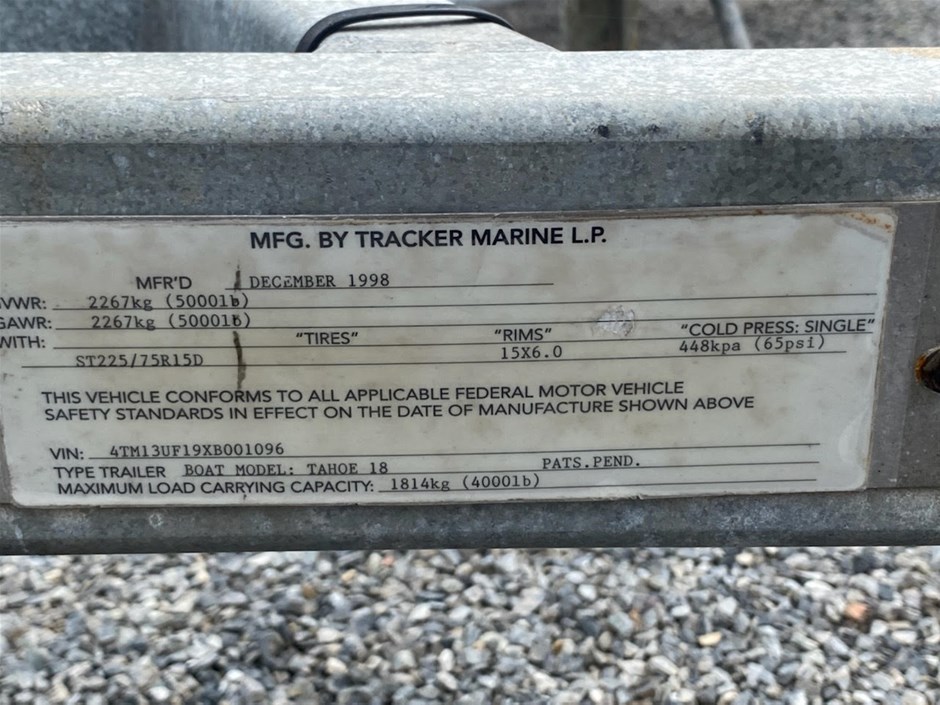 MFG. BY TRACKER MARINE L.P.
MFR'D DECEMBER 1998
VWR: 2267kg (5000lb)
GAWR: 2267kg (5000lb)
WITH: "TIRES" "RIMS" "COLD PRESS: SINGLE"
ST225/75R15D 15X6.0 448kpa (65psi)
THIS VEHICLE CONFORMS TO ALL APPLICABLE FEDERAL MOTOR VEHICLE
SAFETY STANDARDS IN EFFECT ON THE DATE OF MANUFACTURE SHOWN ABOVE
VIN: 4TM13UF19XB001096
TYPE TRAILER BOAT MODEL: TAHOE 18 PATS.PEND.
MAXIMUM LOAD CARRYING CAPACITY: 1814kg (4000lb)